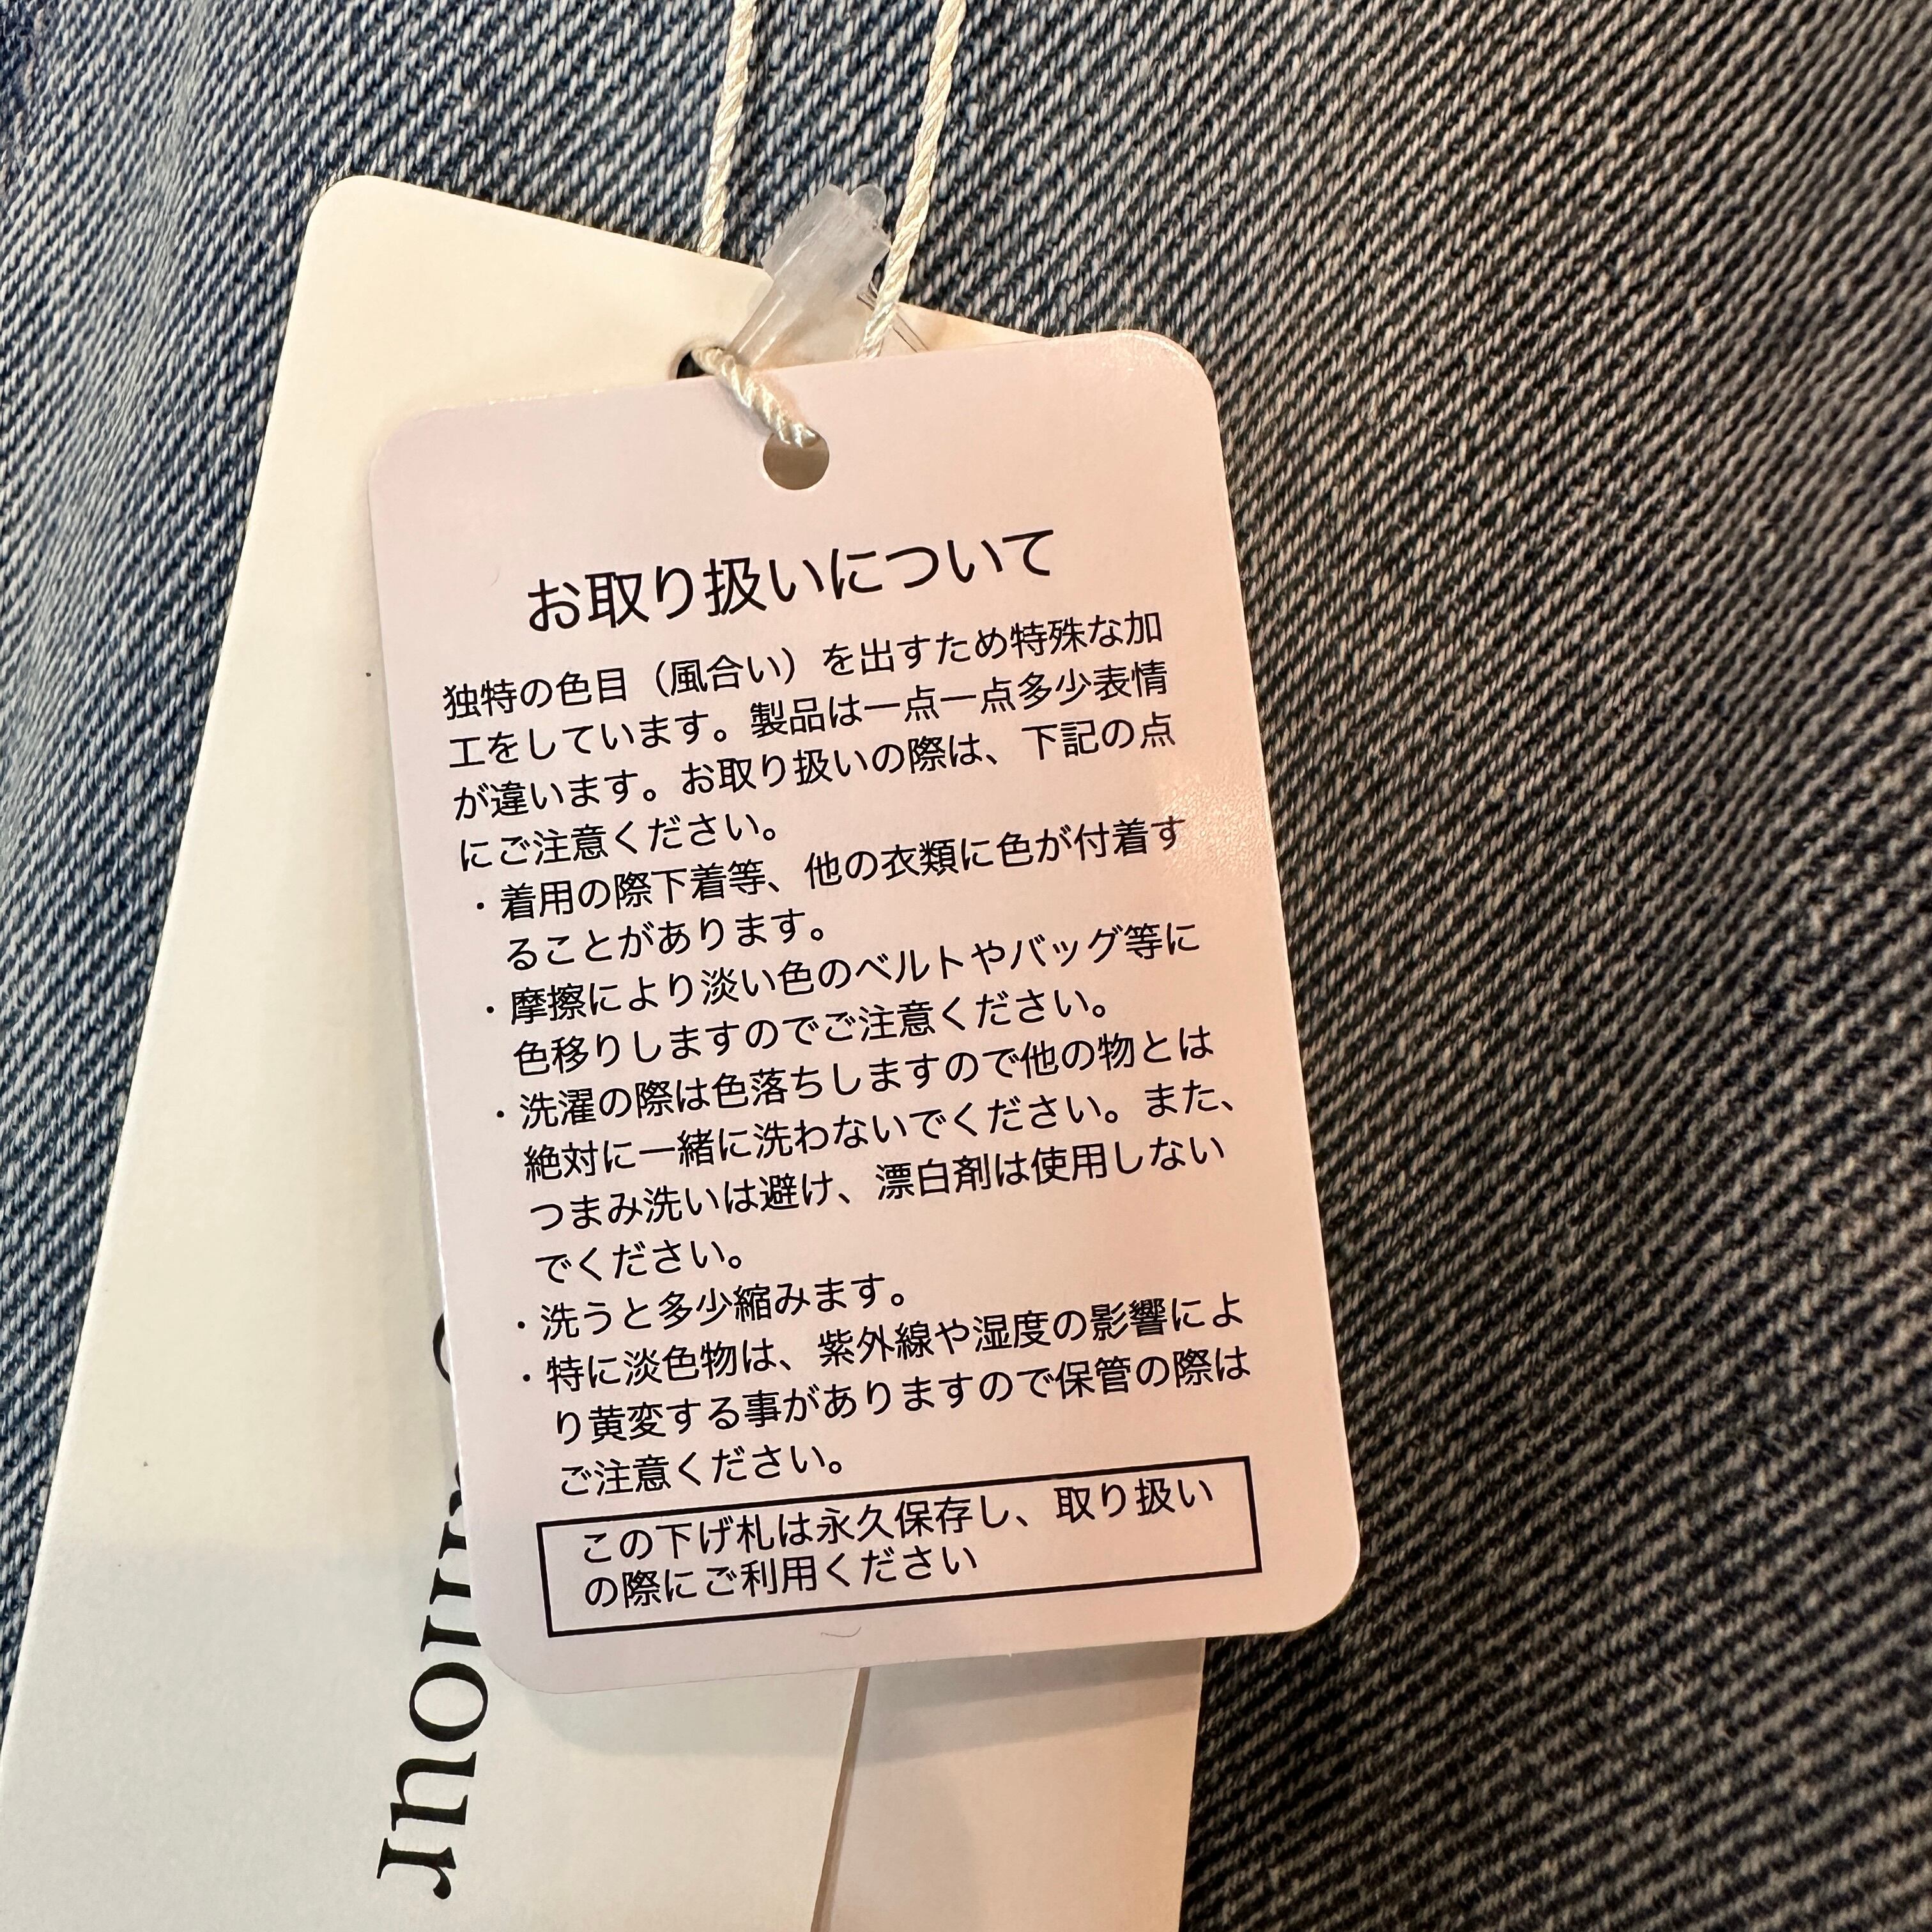 お取り扱いについて
独特の色目（風合い）を出すため特殊な加
工をしています。製品は一点一点多少表情
が違います。お取り扱いの際は、下記の点
にご注意ください。
・着用の際下着等、他の衣類に色が付着す
ることがあります。
・摩擦により淡い色のベルトやバッグ等に
色移りしますのでご注意ください。
・洗濯の際は色落ちしますので他の物とは
絶対に一緒に洗わないでください。また、
つまみ洗いは避け、漂白剤は使用しない
でください。
・洗うと多少縮みます。
・特に淡色物は、紫外線や湿度の影響によ
り黄変する事がありますので保管の際は
ご注意ください。
この下げ札は永久保存し、取り扱い
の際にご利用ください